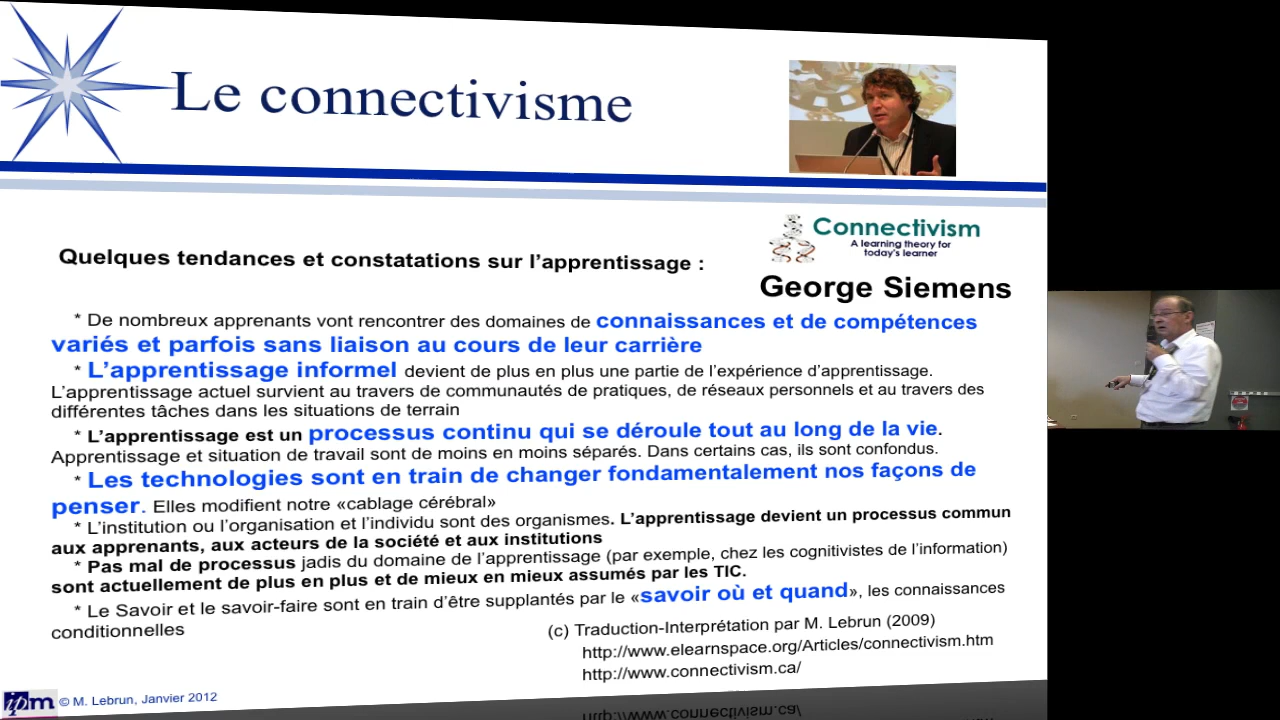 Le connectivisme
Connectivism
A learning theory for
today's learner
Quelques tendances et constatations sur l'apprentissage :
George Siemens
* De nombreux apprenants vont rencontrer des domaines de connaissances et de compétences
variés et parfois sans liaison au cours de leur carrière
* L'apprentissage informel devient de plus en plus une partie de l'expérience d'apprentissage.
L'apprentissage actuel survient au travers de communautés de pratiques, de réseaux personnels et au travers des
différentes tâches dans les situations de terrain
* L'apprentissage est un processus continu qui se déroule tout au long de la vie.
Apprentissage et situation de travail sont de moins en moins séparés. Dans certains cas, ils sont confondus.
* Les technologies sont en train de changer fondamentalement nos façons de
penser. Elles modifient notre «cablage cérébral»
* L'institution ou l'organisation et l'individu sont des organismes. L'apprentissage devient un processus commun
aux apprenants, aux acteurs de la société et aux institutions
* Pas mal de processus jadis du domaine de l'apprentissage (par exemple, chez les cognitivistes de l'information)
sont actuellement de plus en plus et de mieux en mieux assumés par les TIC.
* Le Savoir et le savoir-faire sont en train d'être supplantés par le «savoir où et quand», les connaissances
conditionnelles
(c) Traduction-Interprétation par M. Lebrun (2009)
http://www.elearnspace.org/Articles/connectivism.htm
http://www.connectivism.ca/
ipm © M. Lebrun, Janvier 2012